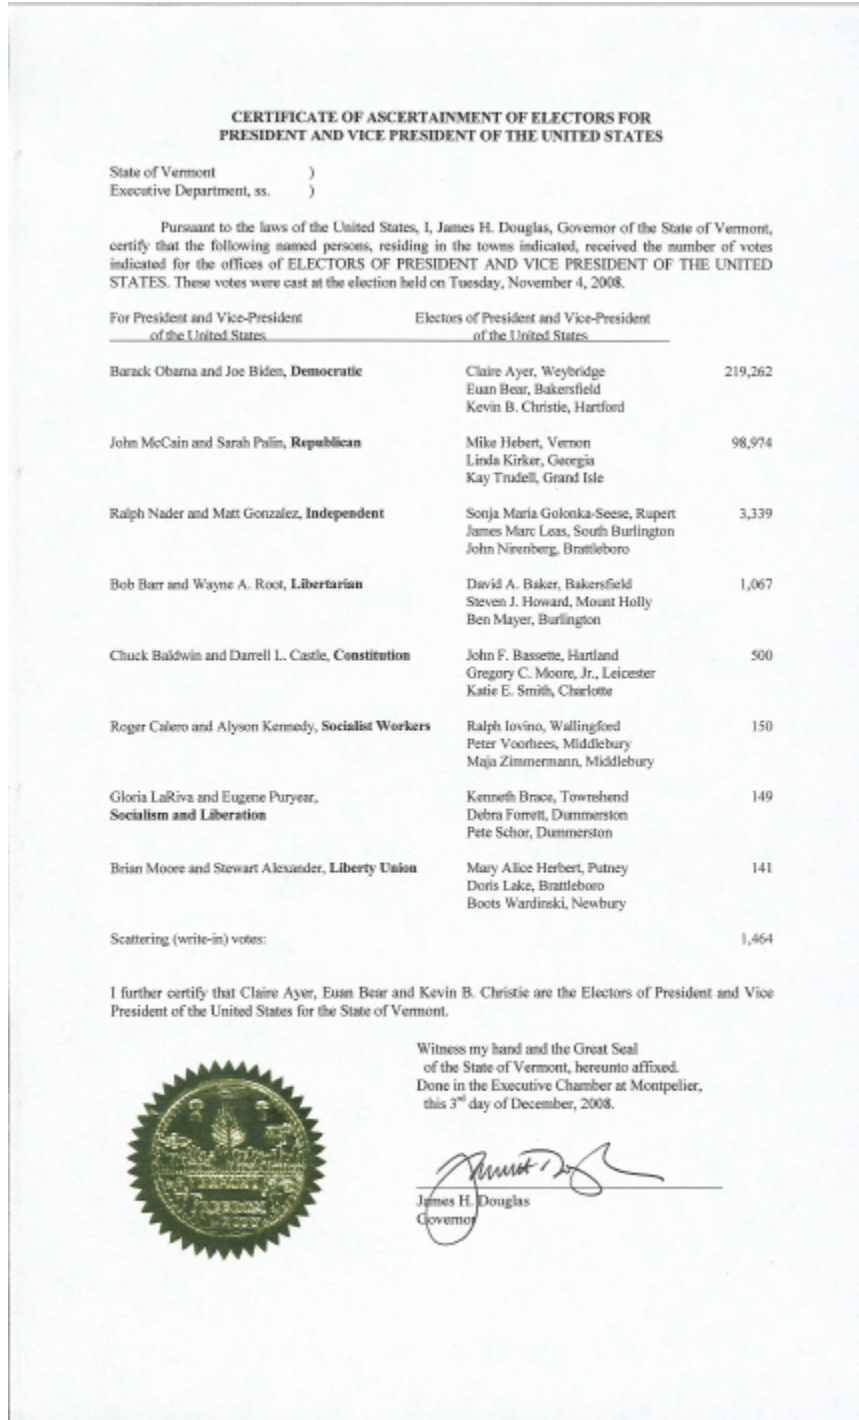 CERTIFICATE OF ASCERTAINMENT OF ELECTORS FOR
PRESIDENT AND VICE PRESIDENT OF THE UNITED STATES
State of Vermont )
Executive Department, ss. )
Pursuant to the laws of the United States, I, James H. Douglas, Governor of the State of Vermont,
certify that the following named persons, residing in the towns indicated, received the number of votes
indicated for the offices of ELECTORS OF PRESIDENT AND VICE PRESIDENT OF THE UNITED
STATES. These votes were cast at the election held on Tuesday, November 4, 2008.
For President and Vice-President Electors of President and Vice-President
of the United States of the United States
Barack Obama and Joe Biden, Democratic Claire Ayer, Weybridge 219,262
Euan Bear, Bakersfield
Kevin B. Christie, Hartford
John McCain and Sarah Palin, Republican Mike Hebert, Vernon 98,974
Linda Kirker, Georgia
Kay Trudell, Grand Isle
Ralph Nader and Matt Gonzalez, Independent Sonja Maria Golonka-Seese, Rupert 3,339
James Marc Leas, South Burlington
John Nirenberg, Brattleboro
Bob Barr and Wayne A. Root, Libertarian David A. Baker, Bakersfield 1,067
Steven J. Howard, Mount Holly
Ben Mayer, Burlington
Chuck Baldwin and Darrell L. Castle, Constitution John F. Bassette, Hartland 500
Gregory C. Moore, Jr., Leicester
Katie E. Smith, Charlotte
Roger Calero and Alyson Kennedy, Socialist Workers Ralph Iovino, Wallingford 150
Peter Voorhees, Middlebury
Maja Zimmermann, Middlebury
Gloria LaRiva and Eugene Puryear, Kenneth Brace, Townshend 149
Socialism and Liberation Debra Forrett, Dummerston
Pete Schor, Dummerston
Brian Moore and Stewart Alexander, Liberty Union Mary Alice Herbert, Putney 141
Doris Lake, Brattleboro
Boots Wardinski, Newbury
Scattering (write-in) votes: 1,464
I further certify that Claire Ayer, Euan Bear and Kevin B. Christie are the Electors of President and Vice
President of the United States for the State of Vermont.
Witness my hand and the Great Seal
of the State of Vermont, hereunto affixed.
Done in the Executive Chamber at Montpelier,
this 3rd day of December, 2008.
James H. Douglas
Governor